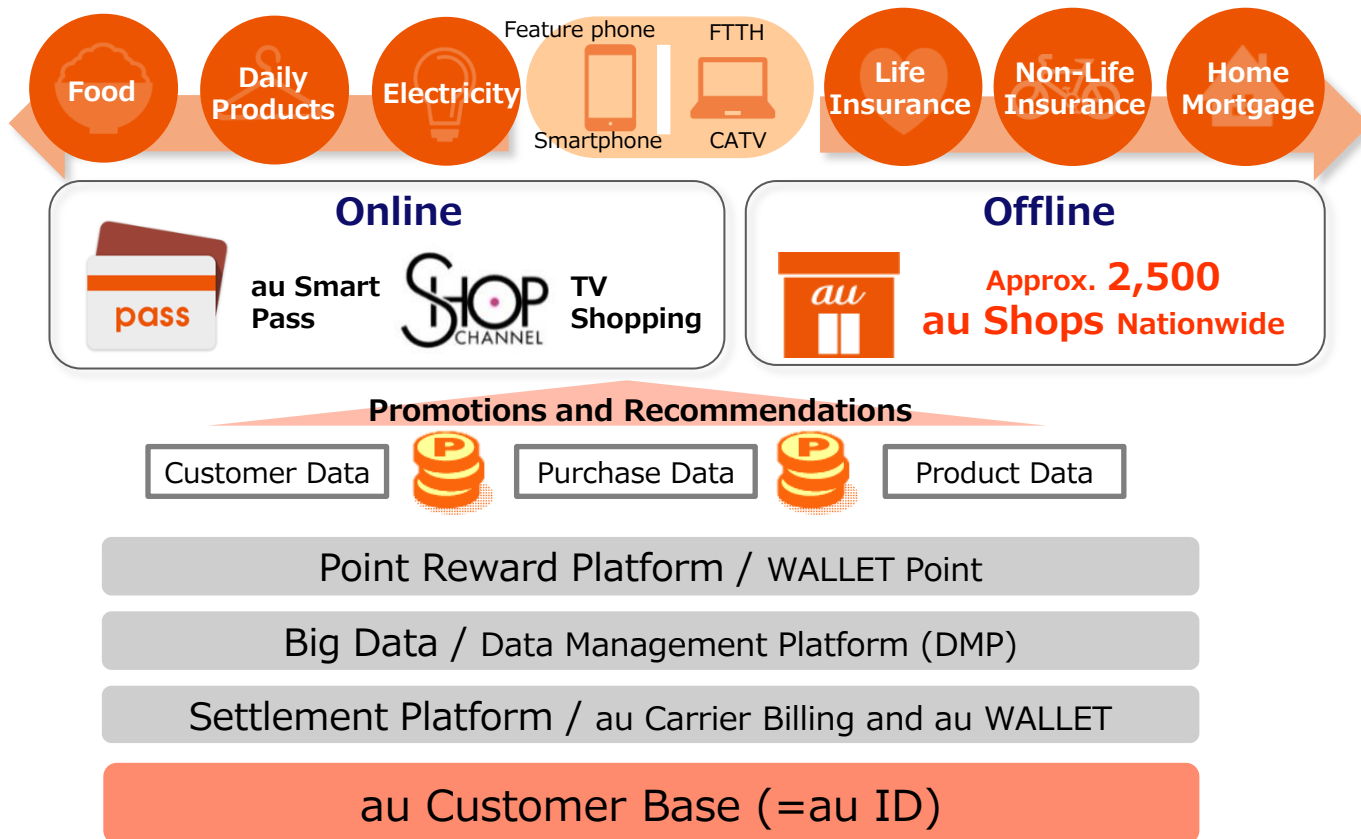 Food
Daily
Products
Electricity
Feature phone
Smartphone
FTTH
CATV
Life
Insurance
Non-Life
Insurance
Home
Mortgage
Online
pass
au Smart
Pass
SHOP
CHANNEL
TV
Shopping
Offline
au
Approx. 2,500
au Shops Nationwide
Promotions and Recommendations
Customer Data
P
Purchase Data
P
Product Data
Point Reward Platform / WALLET Point
Big Data / Data Management Platform (DMP)
Settlement Platform / au Carrier Billing and au WALLET
au Customer Base (=au ID)